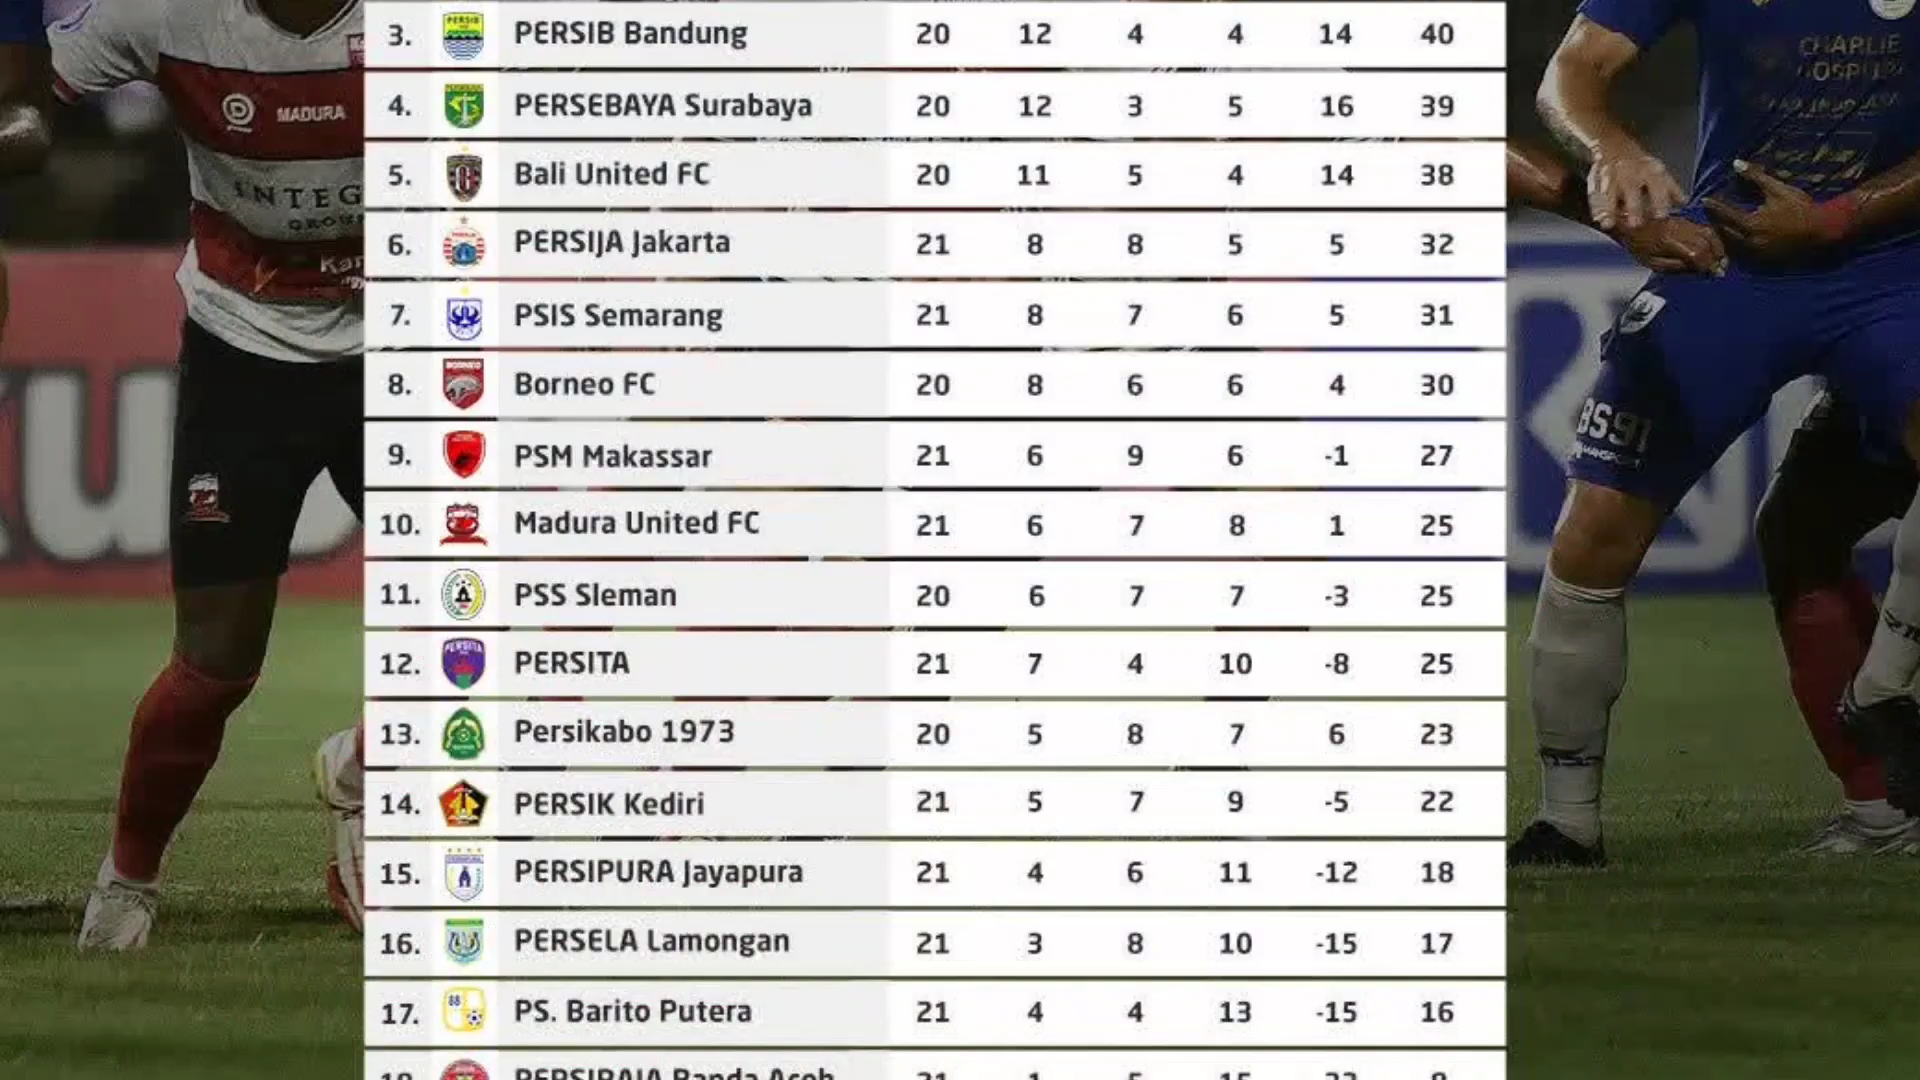 3. PERSIB Bandung 20 12 4 4 14 40
4. PERSEBAYA Surabaya 20 12 3 5 16 39
5. Bali United FC 20 11 5 4 14 38
6. PERSIJA Jakarta 21 8 8 5 5 32
7. PSIS Semarang 21 8 7 6 5 31
8. Borneo FC 20 8 6 6 4 30
9. PSM Makassar 21 6 9 6 -1 27
10. Madura United FC 21 6 7 8 1 25
11. PSS Sleman 20 6 7 7 -3 25
12. PERSITA 21 7 4 10 -8 25
13. Persikabo 1973 20 5 8 7 6 23
14. PERSIK Kediri 21 5 7 9 -5 22
15. PERSIPURA Jayapura 21 4 6 11 -12 18
16. PERSELA Lamongan 21 3 8 10 -15 17
17. PS. Barito Putera 21 4 4 13 -15 16
MADURA
INTEG
CHARLIE
HOSPI
BS91